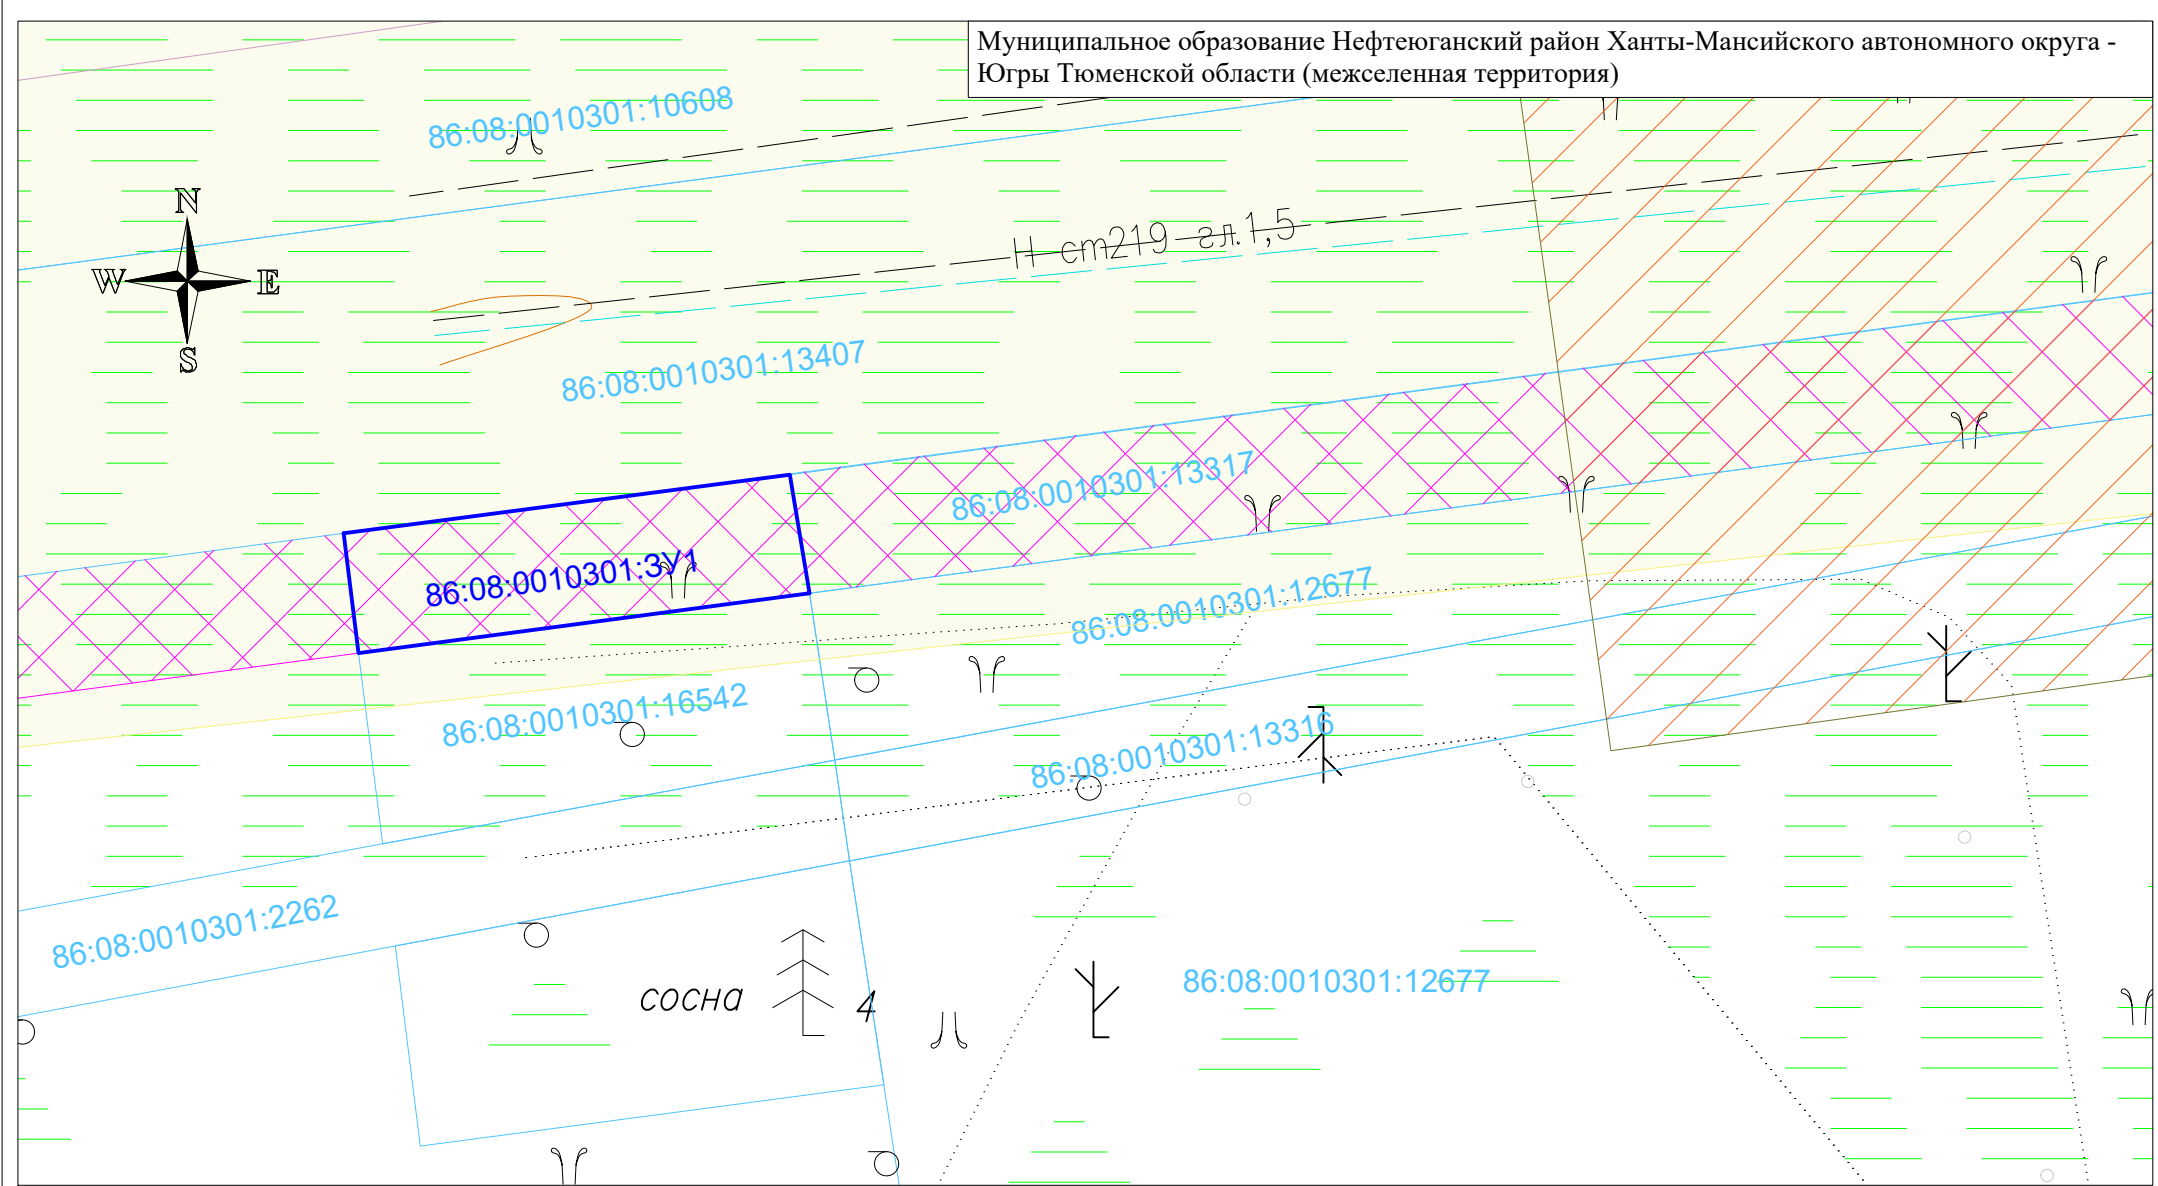 Муниципальное образование Нефтеюганский район Ханты-Мансийского автономного округа -
Югры Тюменской области (межселенная территория)
86:08:0010301:10608
N
W E
S
Н ст219 гл.1,5
86:08:0010301:13407
86:08:0010301:13317
86:08:0010301:ЗУ1
86:08:0010301:12677
86:08:0010301:16542
86:08:0010301:13316
86:08:0010301:2262
сосна 4
86:08:0010301:12677